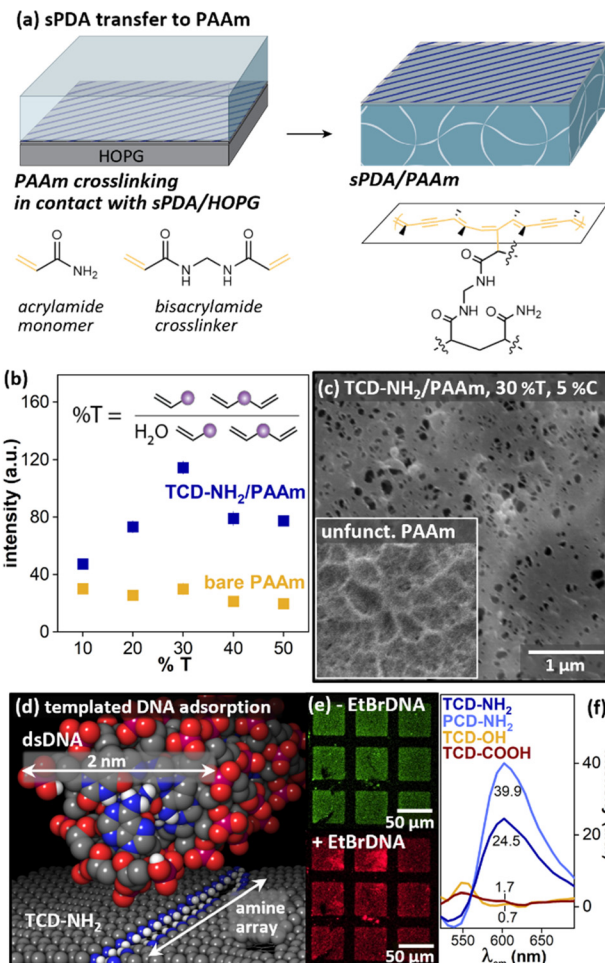 (a) sPDA transfer to PAAm
HOPG
PAAm crosslinking
in contact with sPDA/HOPG
sPDA/PAAm
O
NH₂
acrylamide
monomer
O
O
N
H
N
H
bisacrylamide
crosslinker
O
NH
HN
O
O
NH₂
(b)
%T =
H₂O
TCD-NH₂/PAAm
bare PAAm
intensity (a.u.)
160
120
80
40
0
10 20 30 40 50
% T
(c) TCD-NH₂/PAAm, 30 %T, 5 %C
unfunct. PAAm
1 µm
(d) templated DNA adsorption
dsDNA
2 nm
TCD-NH₂
amine
array
(e) - EtBrDNA
50 µm
+ EtBrDNA
50 µm
(f)
TCD-NH₂
PCD-NH₂
TCD-OH
TCD-COOH
39.9
24.5
1.7
0.7
40
20
0
550 600 650